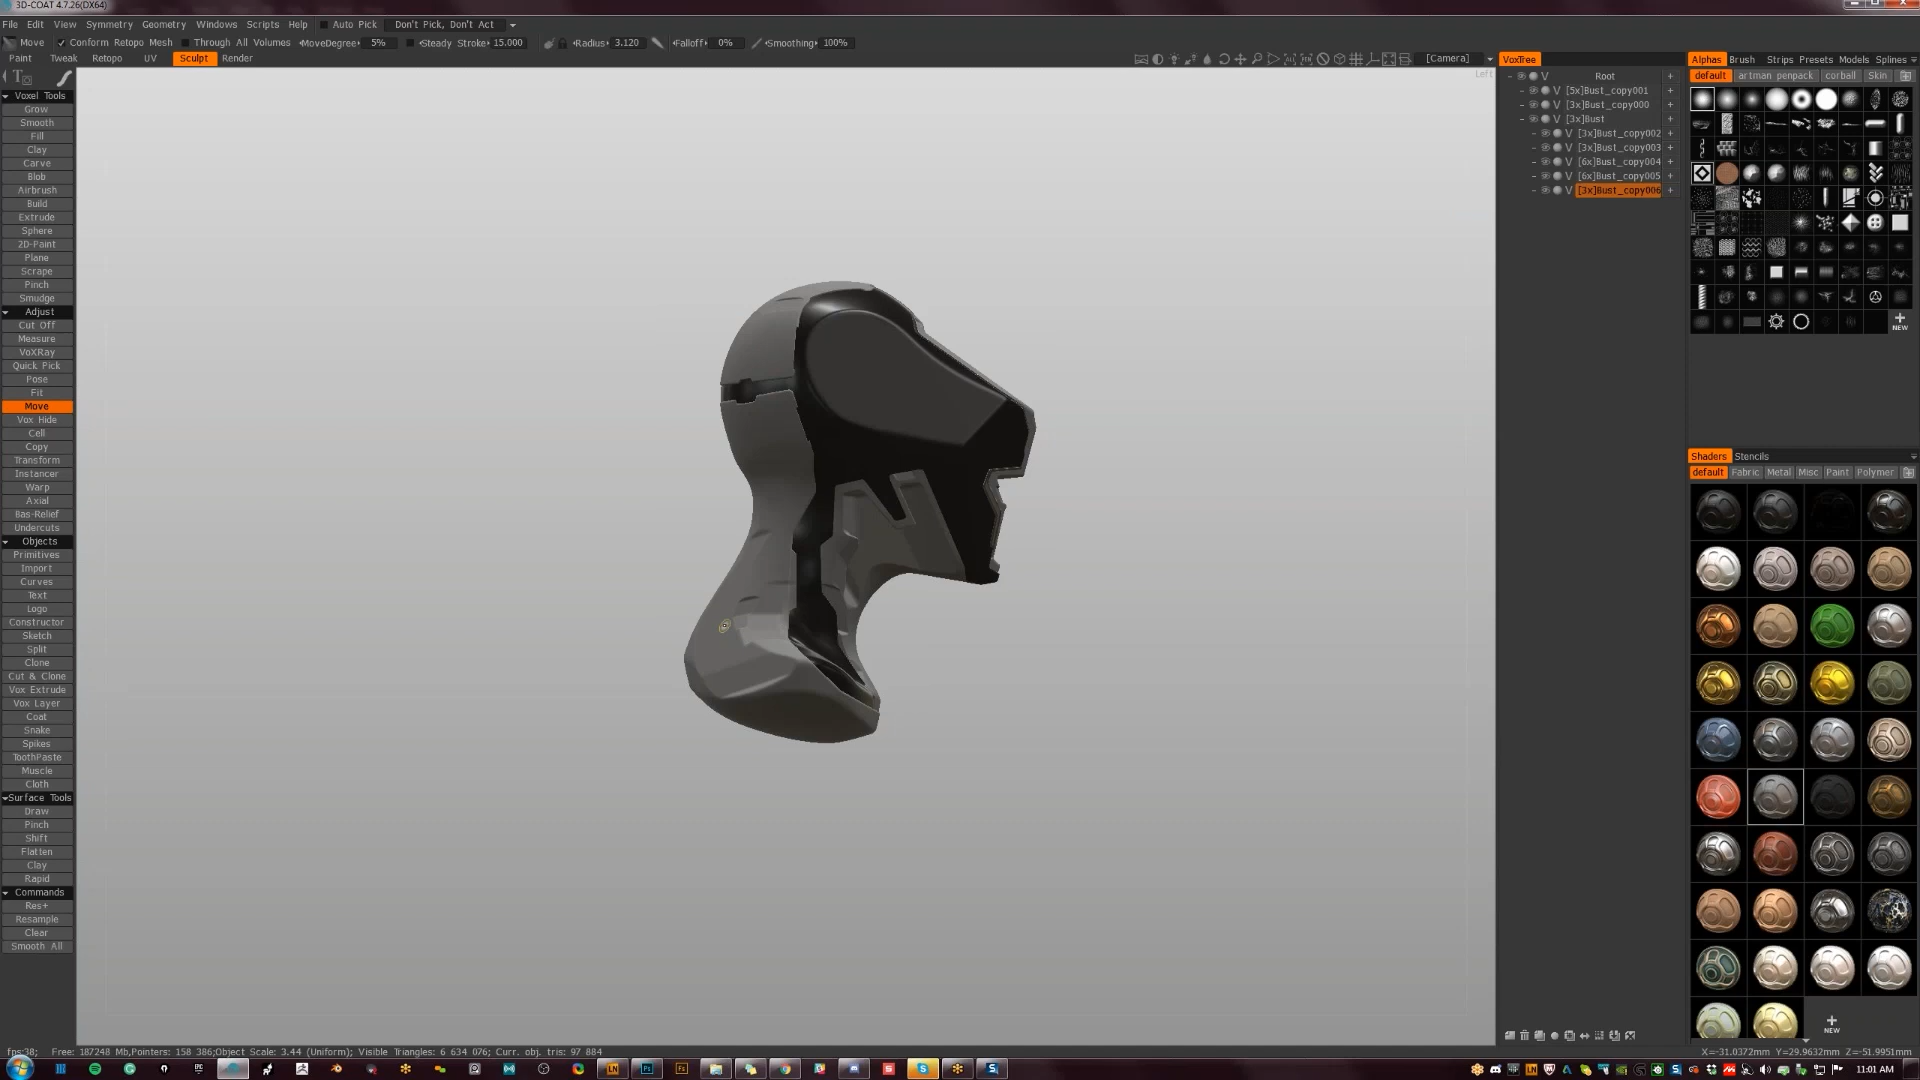 3D-COAT 4.7.26(DX64)
File Edit View Symmetry Geometry Windows Scripts Help Auto Pick Don't Pick, Don't Act
Move Conform Retopo Mesh Through All Volumes MoveDegree 5% Steady Stroke 15.000 Radius 3.120 Falloff 0% Smoothing 100%
Paint Tweak Retopo UV Sculpt Render [Camera]
Left
Voxel Tools
Grow
Smooth
Fill
Clay
Carve
Blob
Airbrush
Build
Extrude
Sphere
2D-Paint
Plane
Scrape
Pinch
Smudge
Adjust
Cut Off
Measure
VoXRay
Quick Pick
Pose
Fit
Move
Vox Hide
Cell
Copy
Transform
Instancer
Warp
Axial
Bas-Relief
Undercuts
Objects
Primitives
Import
Curves
Text
Logo
Constructor
Sketch
Split
Clone
Cut & Clone
Vox Extrude
Vox Layer
Coat
Snake
Spikes
ToothPaste
Muscle
Cloth
Surface Tools
Draw
Pinch
Shift
Flatten
Clay
Rapid
Commands
Res+
Resample
Clear
Smooth All
VoxTree
V Root +
V [5x]Bust_copy001 +
V [3x]Bust_copy000 +
V [3x]Bust +
V [3x]Bust_copy002 +
V [3x]Bust_copy003 +
V [6x]Bust_copy004 +
V [6x]Bust_copy005 +
V [3x]Bust_copy006 +
Alphas Brush Strips Presets Models Splines
default artman penpack corball Skin
NEW
Shaders Stencils
default Fabric Metal Misc Paint Polymer
NEW
fps:38; Free: 187248 Mb,Pointers: 158 386;Object Scale: 3.44 (Uniform); Visible Triangles: 6 634 076; Curr. obj. tris: 97 884
X=-31.0372mm Y=29.9632mm Z=-51.9951mm
11:01 AM